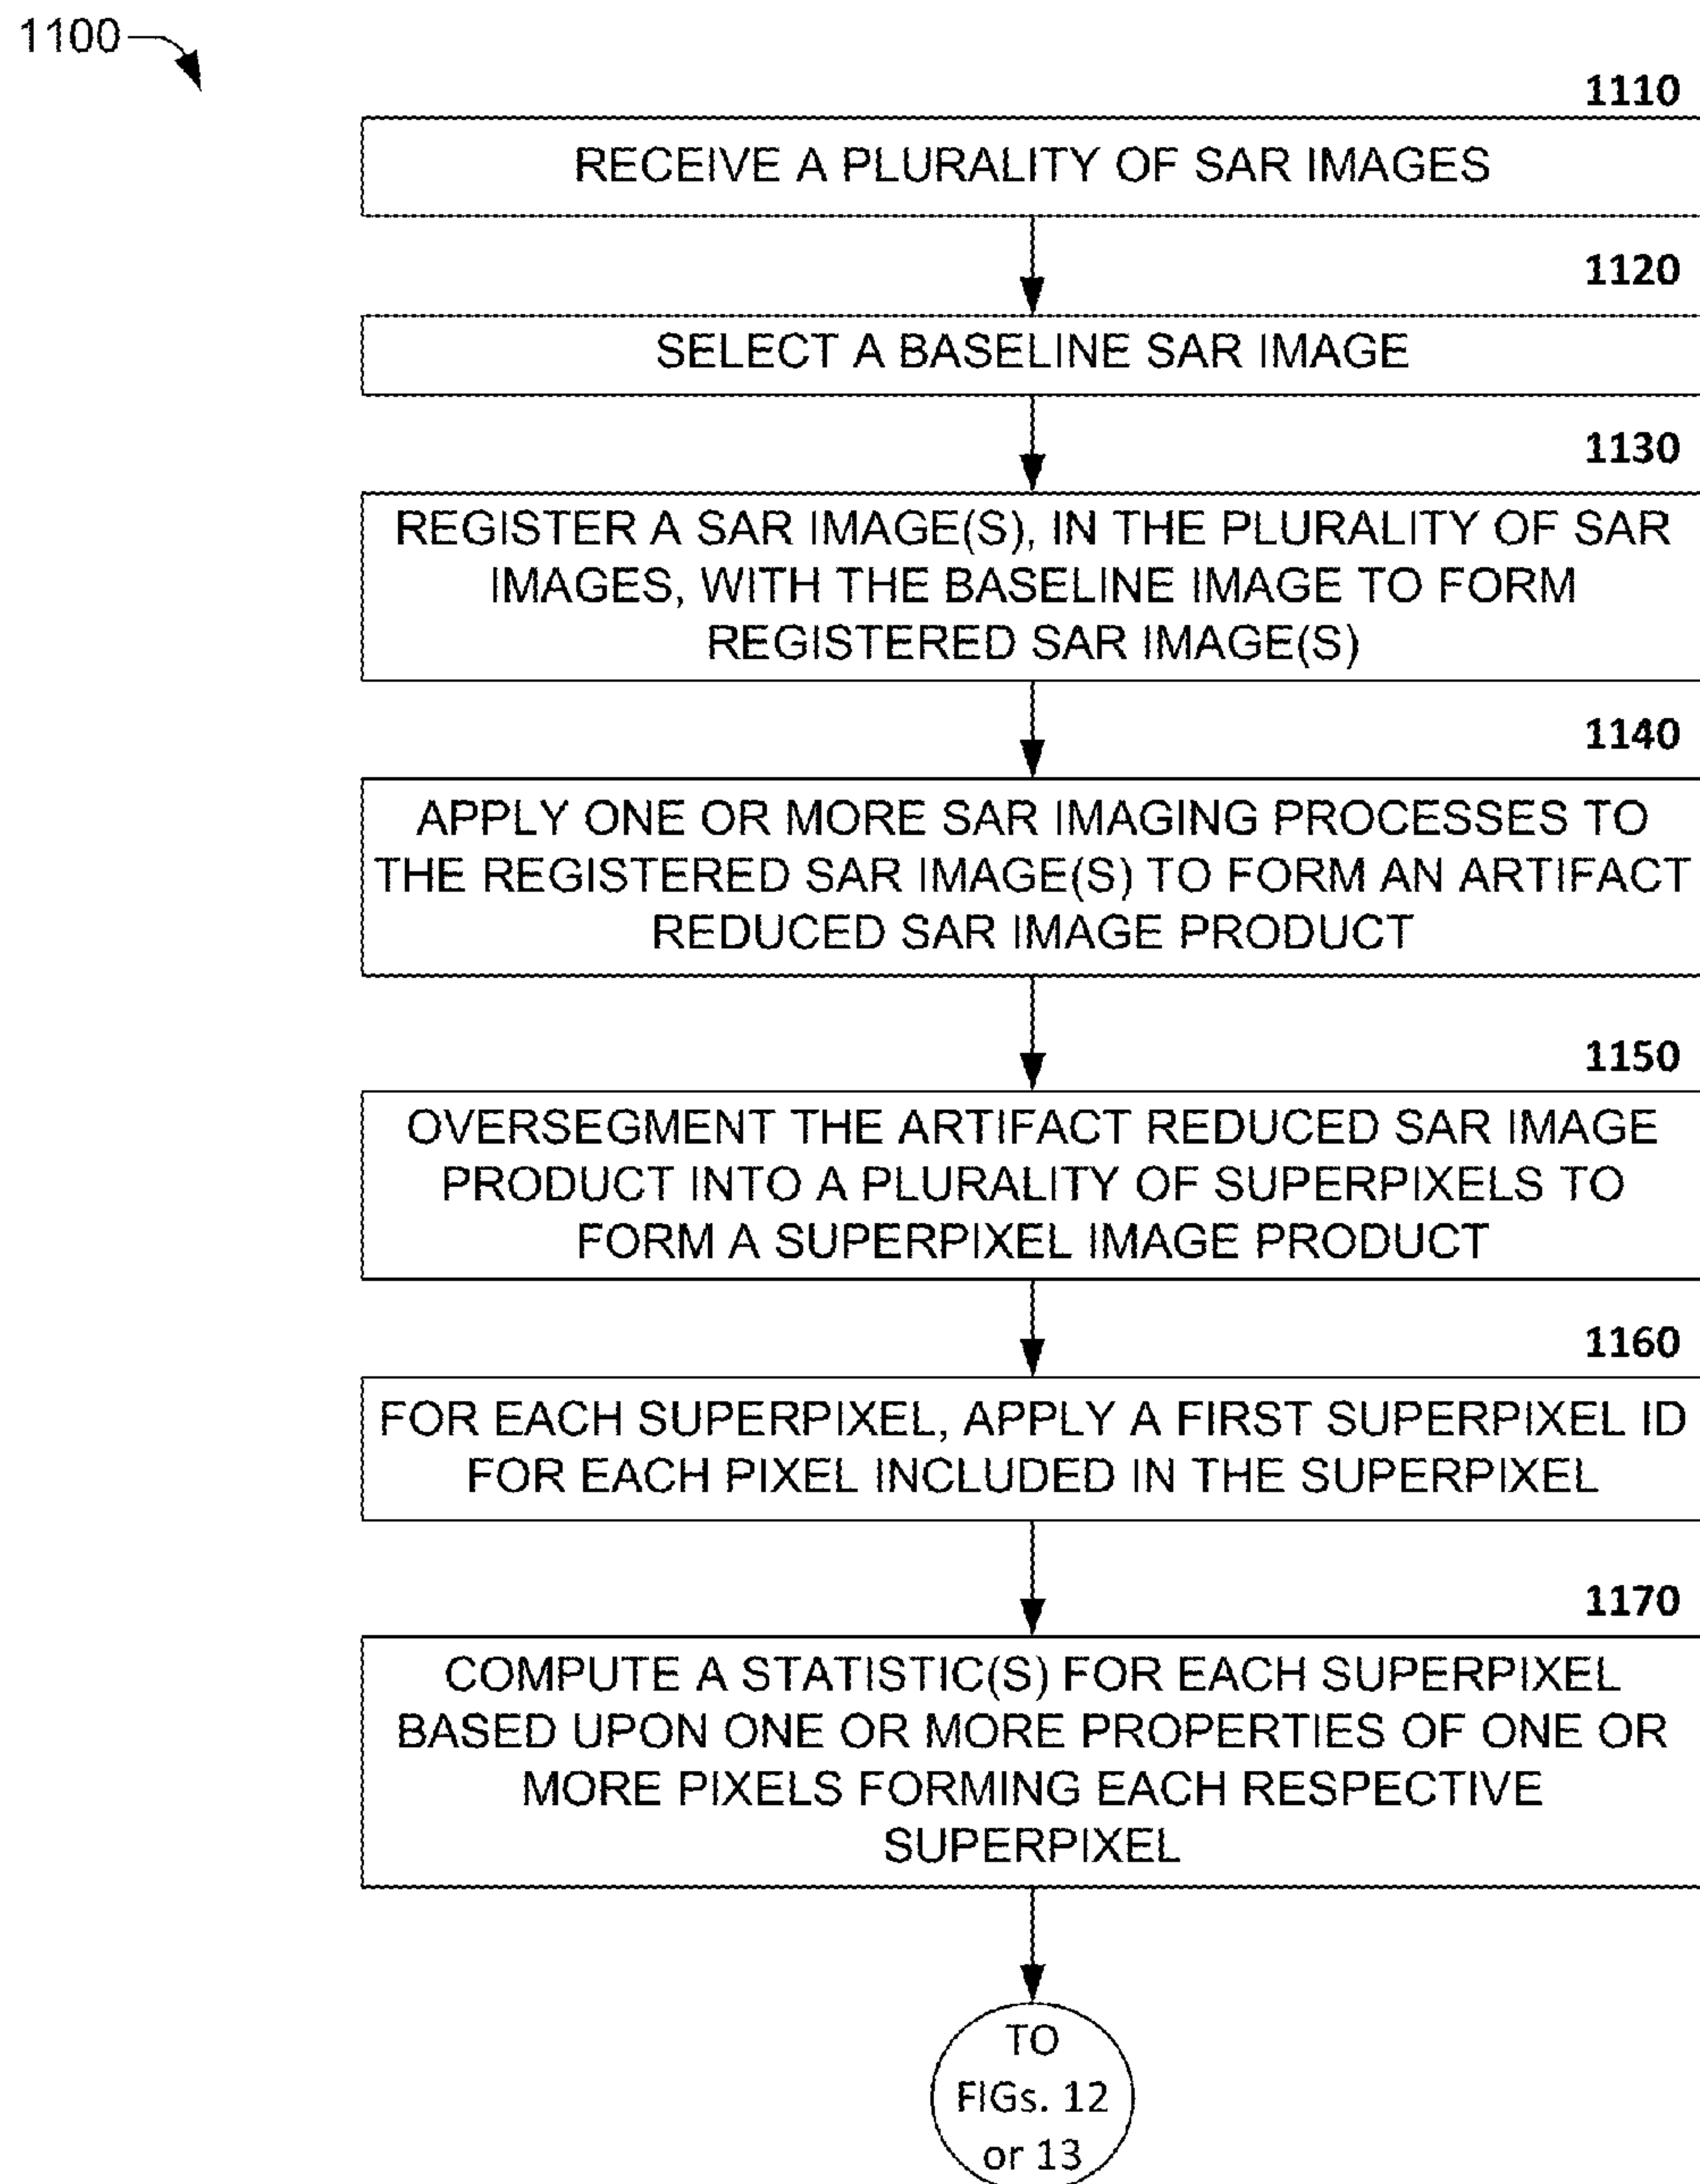 1100
1110
RECEIVE A PLURALITY OF SAR IMAGES
1120
SELECT A BASELINE SAR IMAGE
1130
REGISTER A SAR IMAGE(S), IN THE PLURALITY OF SAR
IMAGES, WITH THE BASELINE IMAGE TO FORM
REGISTERED SAR IMAGE(S)
1140
APPLY ONE OR MORE SAR IMAGING PROCESSES TO
THE REGISTERED SAR IMAGE(S) TO FORM AN ARTIFACT
REDUCED SAR IMAGE PRODUCT
1150
OVERSEGMENT THE ARTIFACT REDUCED SAR IMAGE
PRODUCT INTO A PLURALITY OF SUPERPIXELS TO
FORM A SUPERPIXEL IMAGE PRODUCT
1160
FOR EACH SUPERPIXEL, APPLY A FIRST SUPERPIXEL ID
FOR EACH PIXEL INCLUDED IN THE SUPERPIXEL
1170
COMPUTE A STATISTIC(S) FOR EACH SUPERPIXEL
BASED UPON ONE OR MORE PROPERTIES OF ONE OR
MORE PIXELS FORMING EACH RESPECTIVE
SUPERPIXEL
TO
FIGs. 12
or 13